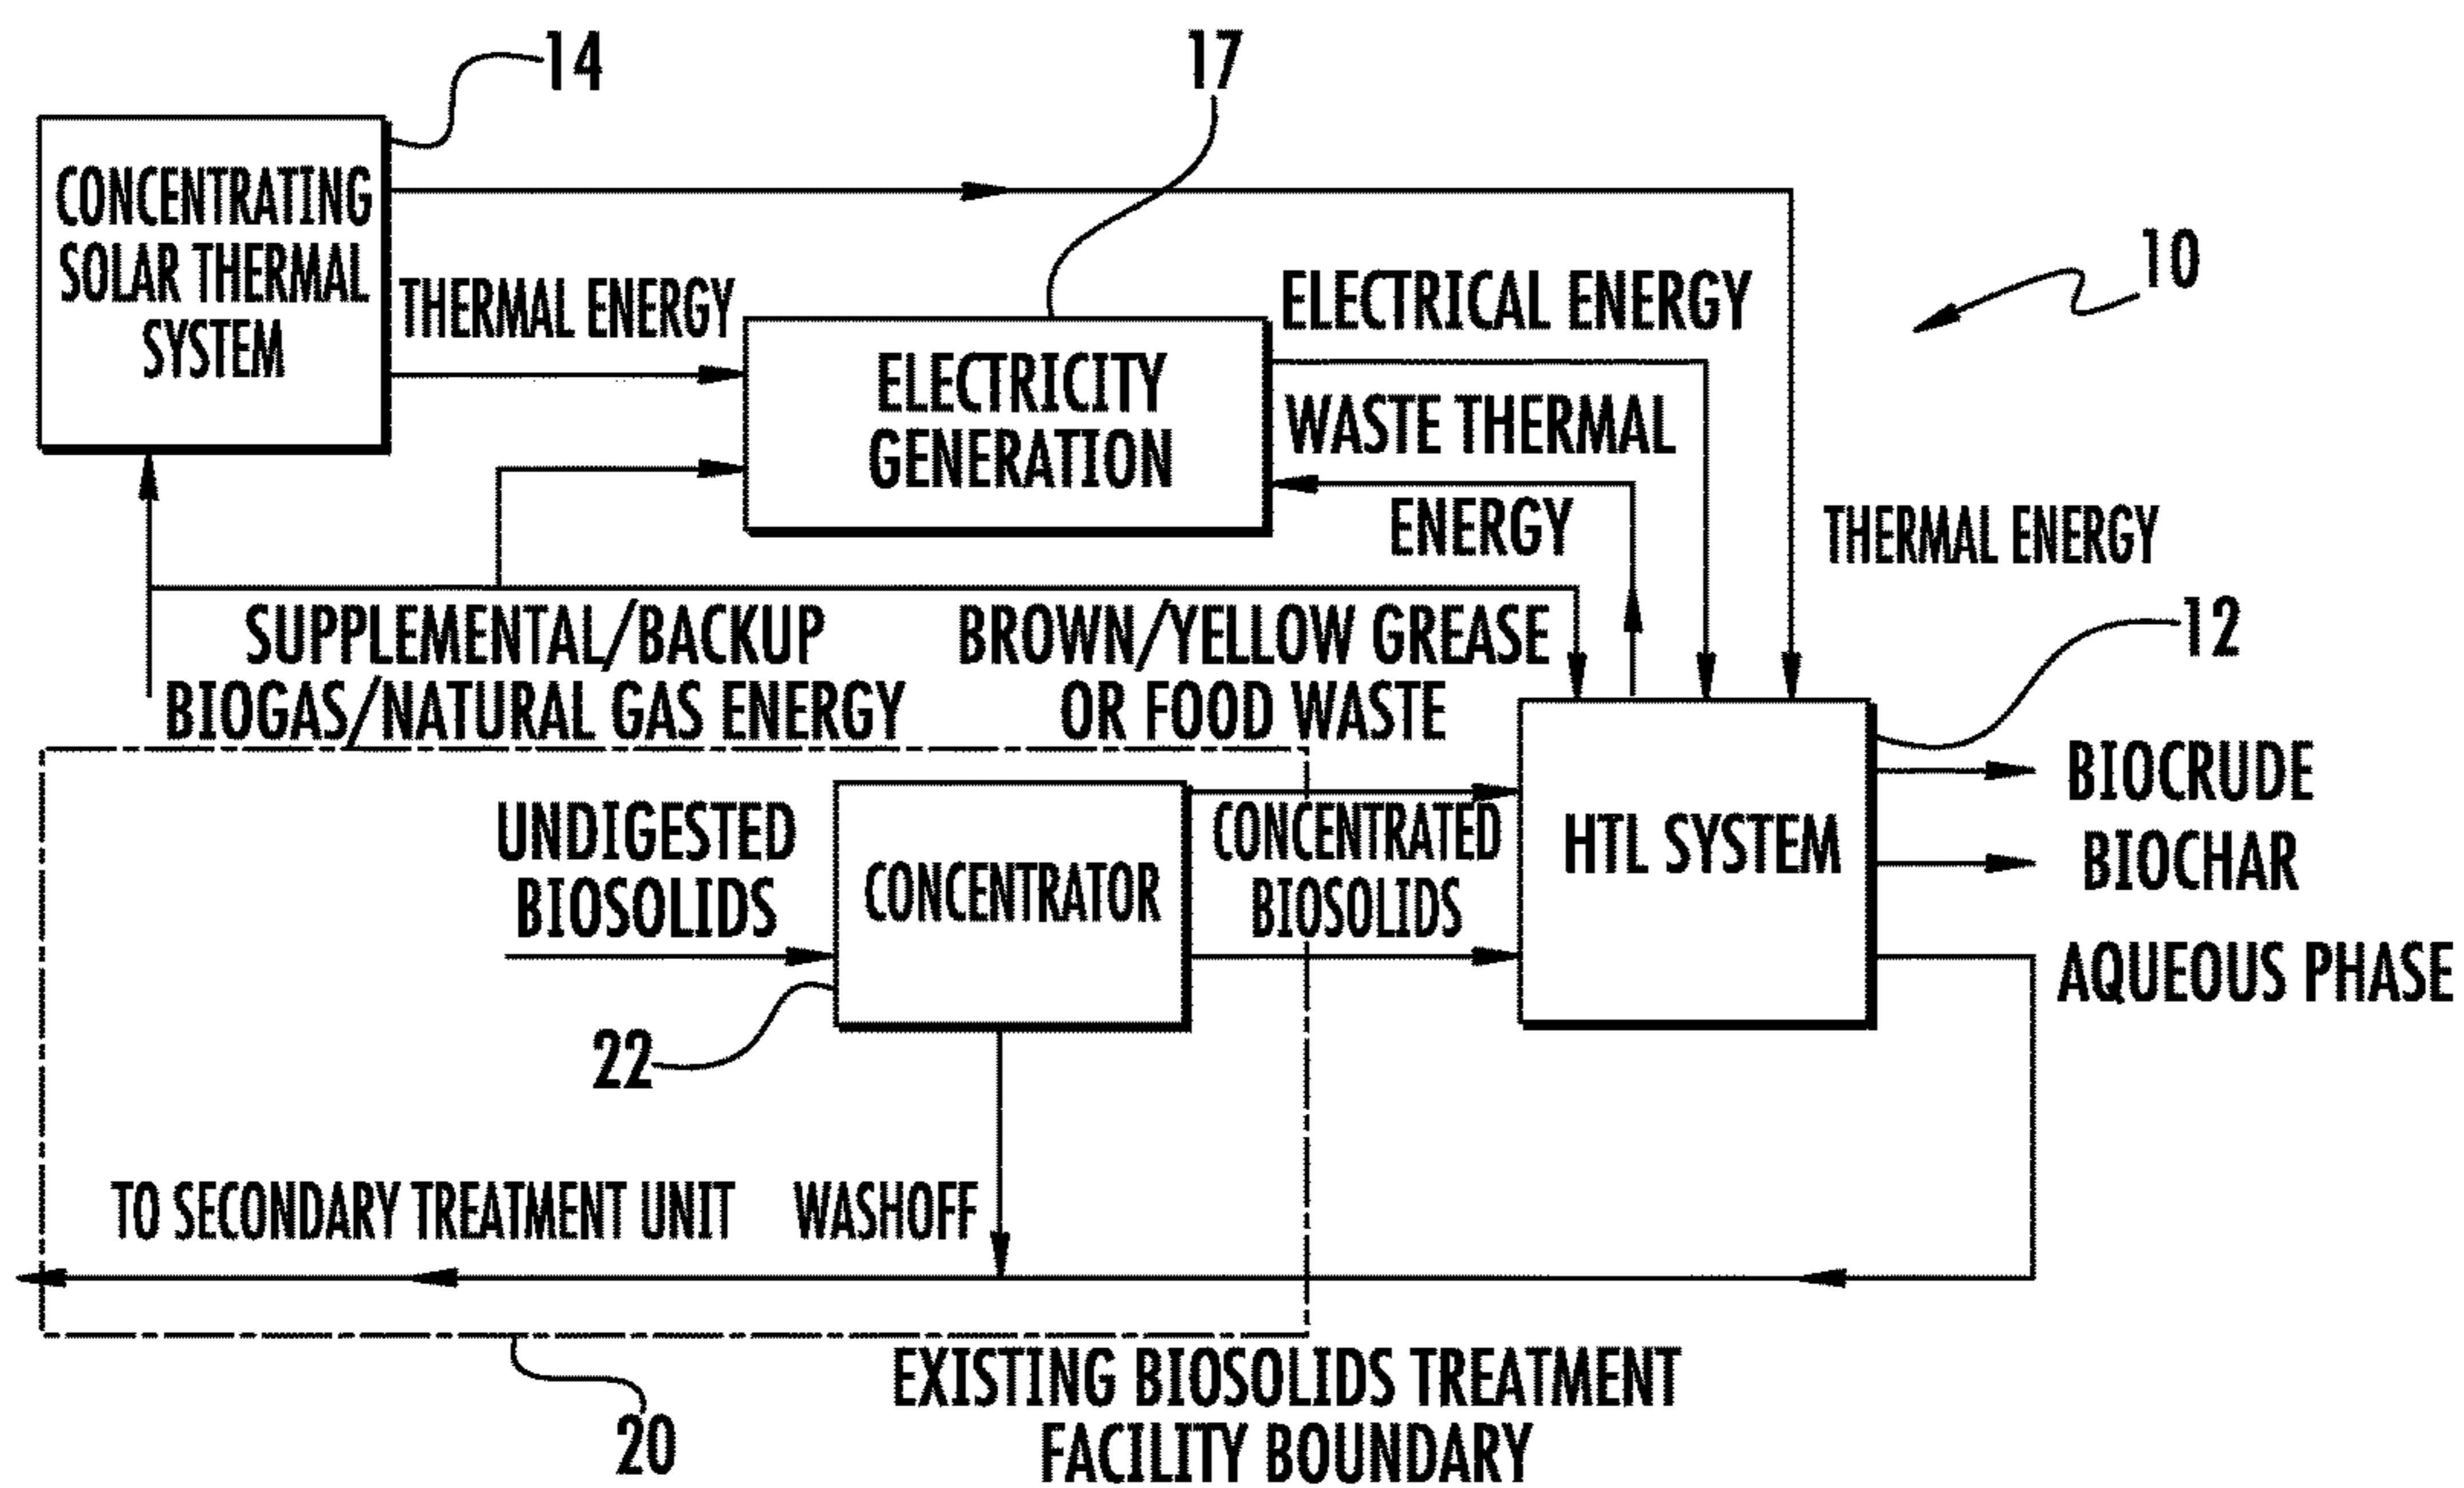 14
17
CONCENTRATING
SOLAR THERMAL
SYSTEM
THERMAL ENERGY
ELECTRICITY
GENERATION
ELECTRICAL ENERGY
WASTE THERMAL
ENERGY
10
THERMAL ENERGY
SUPPLEMENTAL/BACKUP
BIOGAS/NATURAL GAS ENERGY
BROWN/YELLOW GREASE
OR FOOD WASTE
12
UNDIGESTED
BIOSOLIDS
CONCENTRATOR
CONCENTRATED
BIOSOLIDS
HTL SYSTEM
BIOCRUDE
BIOCHAR
AQUEOUS PHASE
22
TO SECONDARY TREATMENT UNIT
WASHOFF
20
EXISTING BIOSOLIDS TREATMENT
FACILITY BOUNDARY